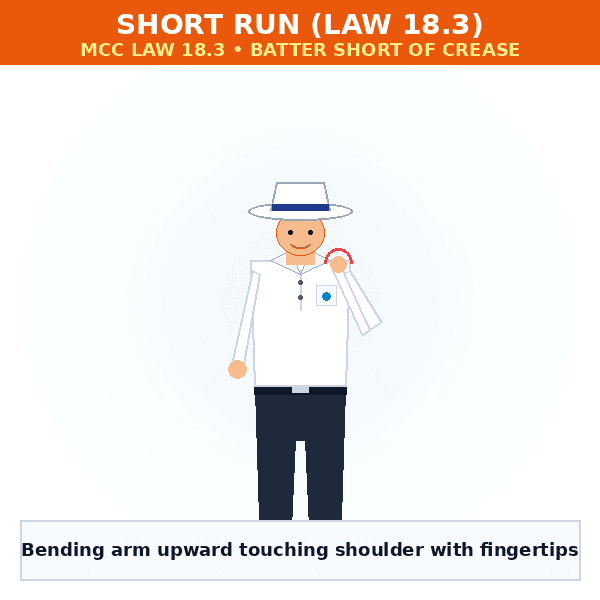 SHORT RUN (LAW 18.3)
MCC LAW 18.3 • BATTER SHORT OF CREASE
Bending arm upward touching shoulder with fingertips